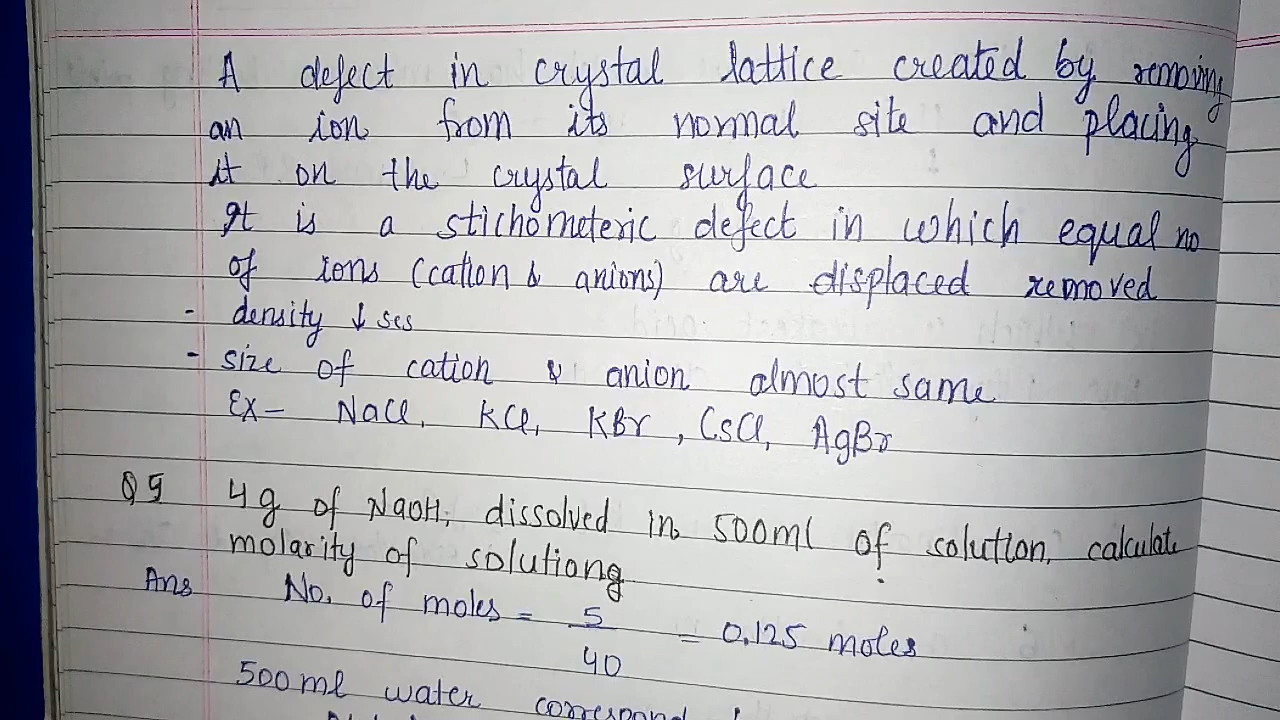 A defect in crystal lattice created by removing
an ion from its normal site and placing
it on the crystal surface
It is a stichometeric defect in which equal no
of ions (cation & anions) are displaced removed
- density ↓ ses
- size of cation & anion almost same
Ex- NaCl, KCl, KBr, CsCl, AgBr
Q 5 4g of NaOH, dissolved in 500ml of solution, calculate
molarity of solution
Ans No. of moles = 5/40 = 0.125 moles
500 ml water correspond